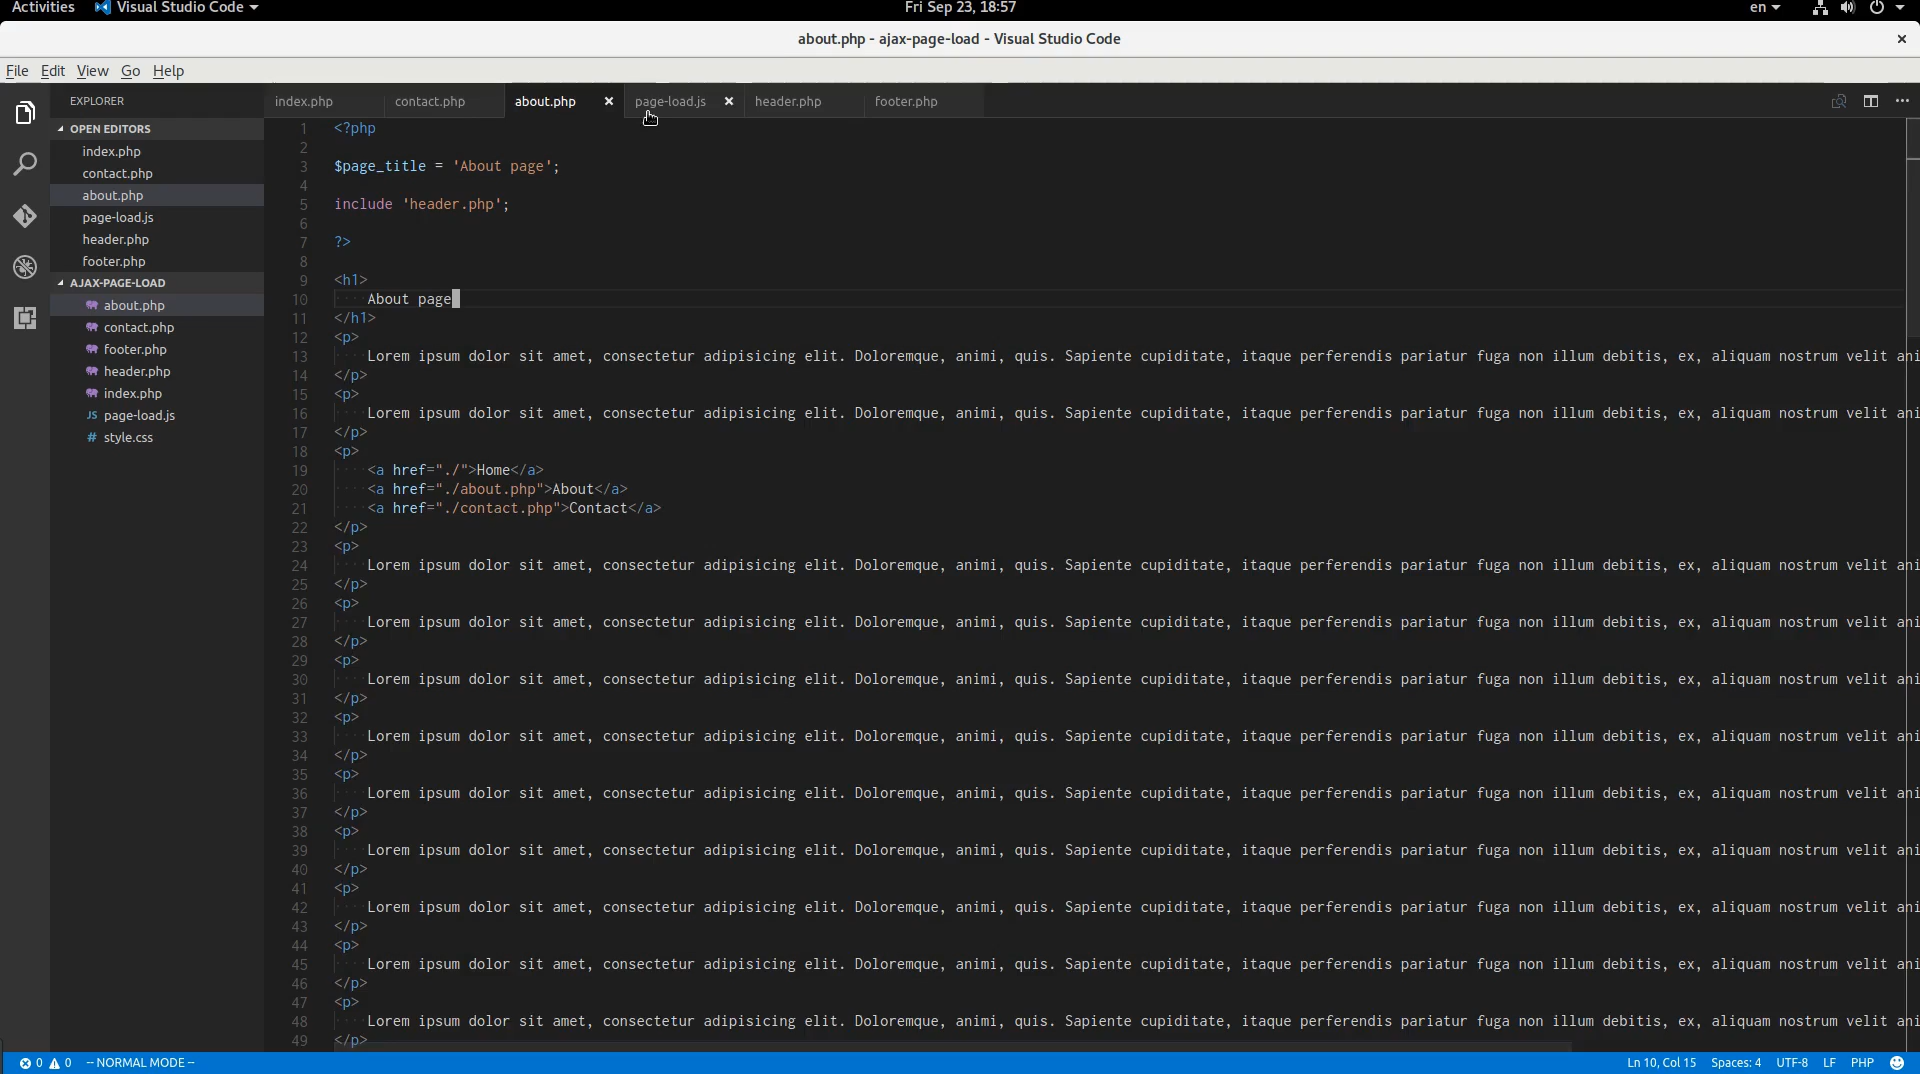 Activities Visual Studio Code Fri Sep 23, 18:57 en
about.php - ajax-page-load - Visual Studio Code ×
File Edit View Go Help
EXPLORER
OPEN EDITORS
index.php
contact.php
about.php
page-load.js
header.php
footer.php
AJAX-PAGE-LOAD
about.php
contact.php
footer.php
header.php
index.php
JS page-load.js
# style.css
index.php contact.php about.php × page-load.js × header.php footer.php
1 <?php
2
3 $page_title = 'About page';
4
5 include 'header.php';
6
7 ?>
8
9 <h1>
10 About page
11 </h1>
12 <p>
13 Lorem ipsum dolor sit amet, consectetur adipisicing elit. Doloremque, animi, quis. Sapiente cupiditate, itaque perferendis pariatur fuga non illum debitis, ex, aliquam nostrum velit ani
14 </p>
15 <p>
16 Lorem ipsum dolor sit amet, consectetur adipisicing elit. Doloremque, animi, quis. Sapiente cupiditate, itaque perferendis pariatur fuga non illum debitis, ex, aliquam nostrum velit ani
17 </p>
18 <p>
19 <a href="./">Home</a>
20 <a href="./about.php">About</a>
21 <a href="./contact.php">Contact</a>
22 </p>
23 <p>
24 Lorem ipsum dolor sit amet, consectetur adipisicing elit. Doloremque, animi, quis. Sapiente cupiditate, itaque perferendis pariatur fuga non illum debitis, ex, aliquam nostrum velit ani
25 </p>
26 <p>
27 Lorem ipsum dolor sit amet, consectetur adipisicing elit. Doloremque, animi, quis. Sapiente cupiditate, itaque perferendis pariatur fuga non illum debitis, ex, aliquam nostrum velit ani
28 </p>
29 <p>
30 Lorem ipsum dolor sit amet, consectetur adipisicing elit. Doloremque, animi, quis. Sapiente cupiditate, itaque perferendis pariatur fuga non illum debitis, ex, aliquam nostrum velit ani
31 </p>
32 <p>
33 Lorem ipsum dolor sit amet, consectetur adipisicing elit. Doloremque, animi, quis. Sapiente cupiditate, itaque perferendis pariatur fuga non illum debitis, ex, aliquam nostrum velit ani
34 </p>
35 <p>
36 Lorem ipsum dolor sit amet, consectetur adipisicing elit. Doloremque, animi, quis. Sapiente cupiditate, itaque perferendis pariatur fuga non illum debitis, ex, aliquam nostrum velit ani
37 </p>
38 <p>
39 Lorem ipsum dolor sit amet, consectetur adipisicing elit. Doloremque, animi, quis. Sapiente cupiditate, itaque perferendis pariatur fuga non illum debitis, ex, aliquam nostrum velit ani
40 </p>
41 <p>
42 Lorem ipsum dolor sit amet, consectetur adipisicing elit. Doloremque, animi, quis. Sapiente cupiditate, itaque perferendis pariatur fuga non illum debitis, ex, aliquam nostrum velit ani
43 </p>
44 <p>
45 Lorem ipsum dolor sit amet, consectetur adipisicing elit. Doloremque, animi, quis. Sapiente cupiditate, itaque perferendis pariatur fuga non illum debitis, ex, aliquam nostrum velit ani
46 </p>
47 <p>
48 Lorem ipsum dolor sit amet, consectetur adipisicing elit. Doloremque, animi, quis. Sapiente cupiditate, itaque perferendis pariatur fuga non illum debitis, ex, aliquam nostrum velit ani
49 </p>
0 0 -- NORMAL MODE -- Ln 10, Col 15 Spaces: 4 UTF-8 LF PHP